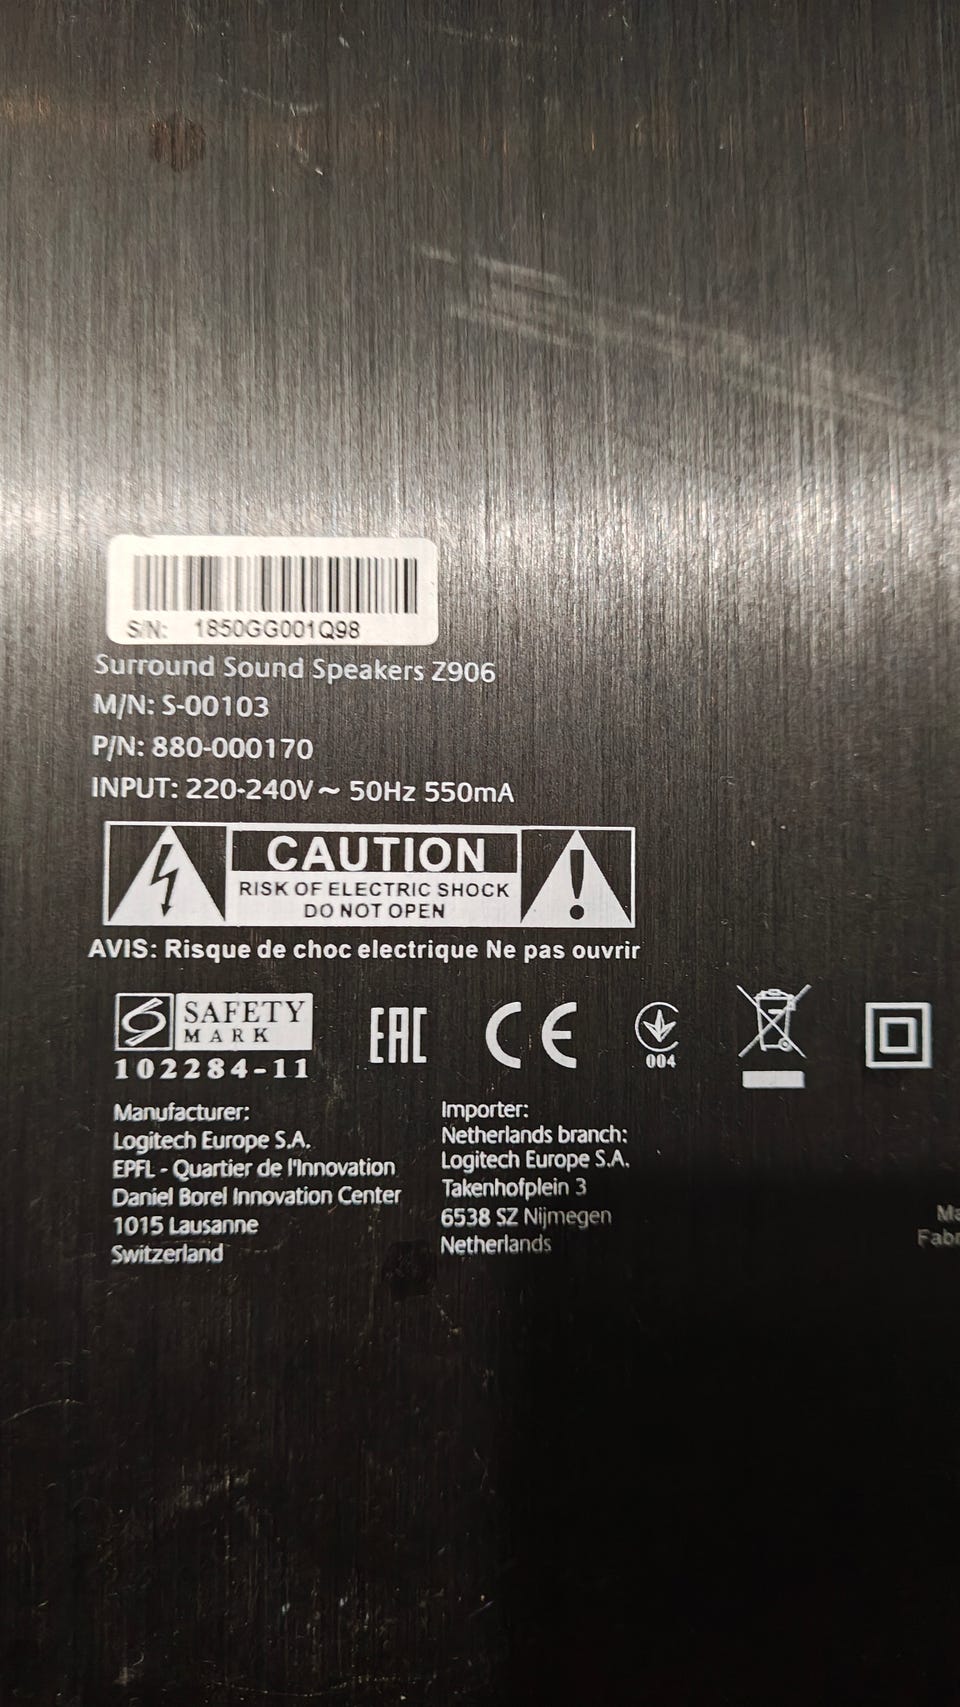 S/N: 1850GG001Q98
Surround Sound Speakers Z906
M/N: S-00103
P/N: 880-000170
INPUT: 220-240V ~ 50Hz 550mA
CAUTION
RISK OF ELECTRIC SHOCK
DO NOT OPEN
AVIS: Risque de choc electrique Ne pas ouvrir
SAFETY
MARK
102284-11
EAC CE
004
Manufacturer:
Logitech Europe S.A.
EPFL - Quartier de l'Innovation
Daniel Borel Innovation Center
1015 Lausanne
Switzerland
Importer:
Netherlands branch:
Logitech Europe S.A.
Takenhofplein 3
6538 SZ Nijmegen
Netherlands